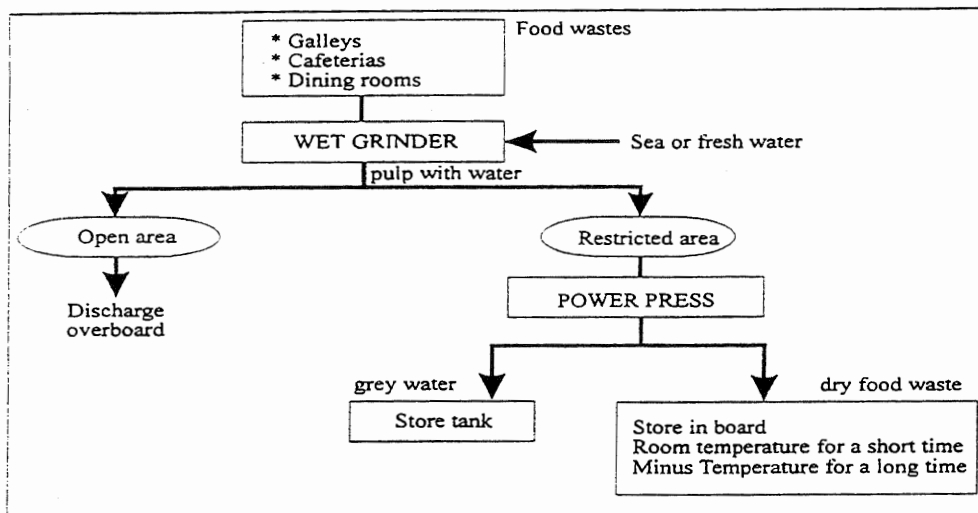 Food wastes
* Galleys
* Cafeterias
* Dining rooms
WET GRINDER
Sea or fresh water
pulp with water
Open area
Restricted area
Discharge
overboard
POWER PRESS
grey water
dry food waste
Store tank
Store in board
Room temperature for a short time
Minus Temperature for a long time